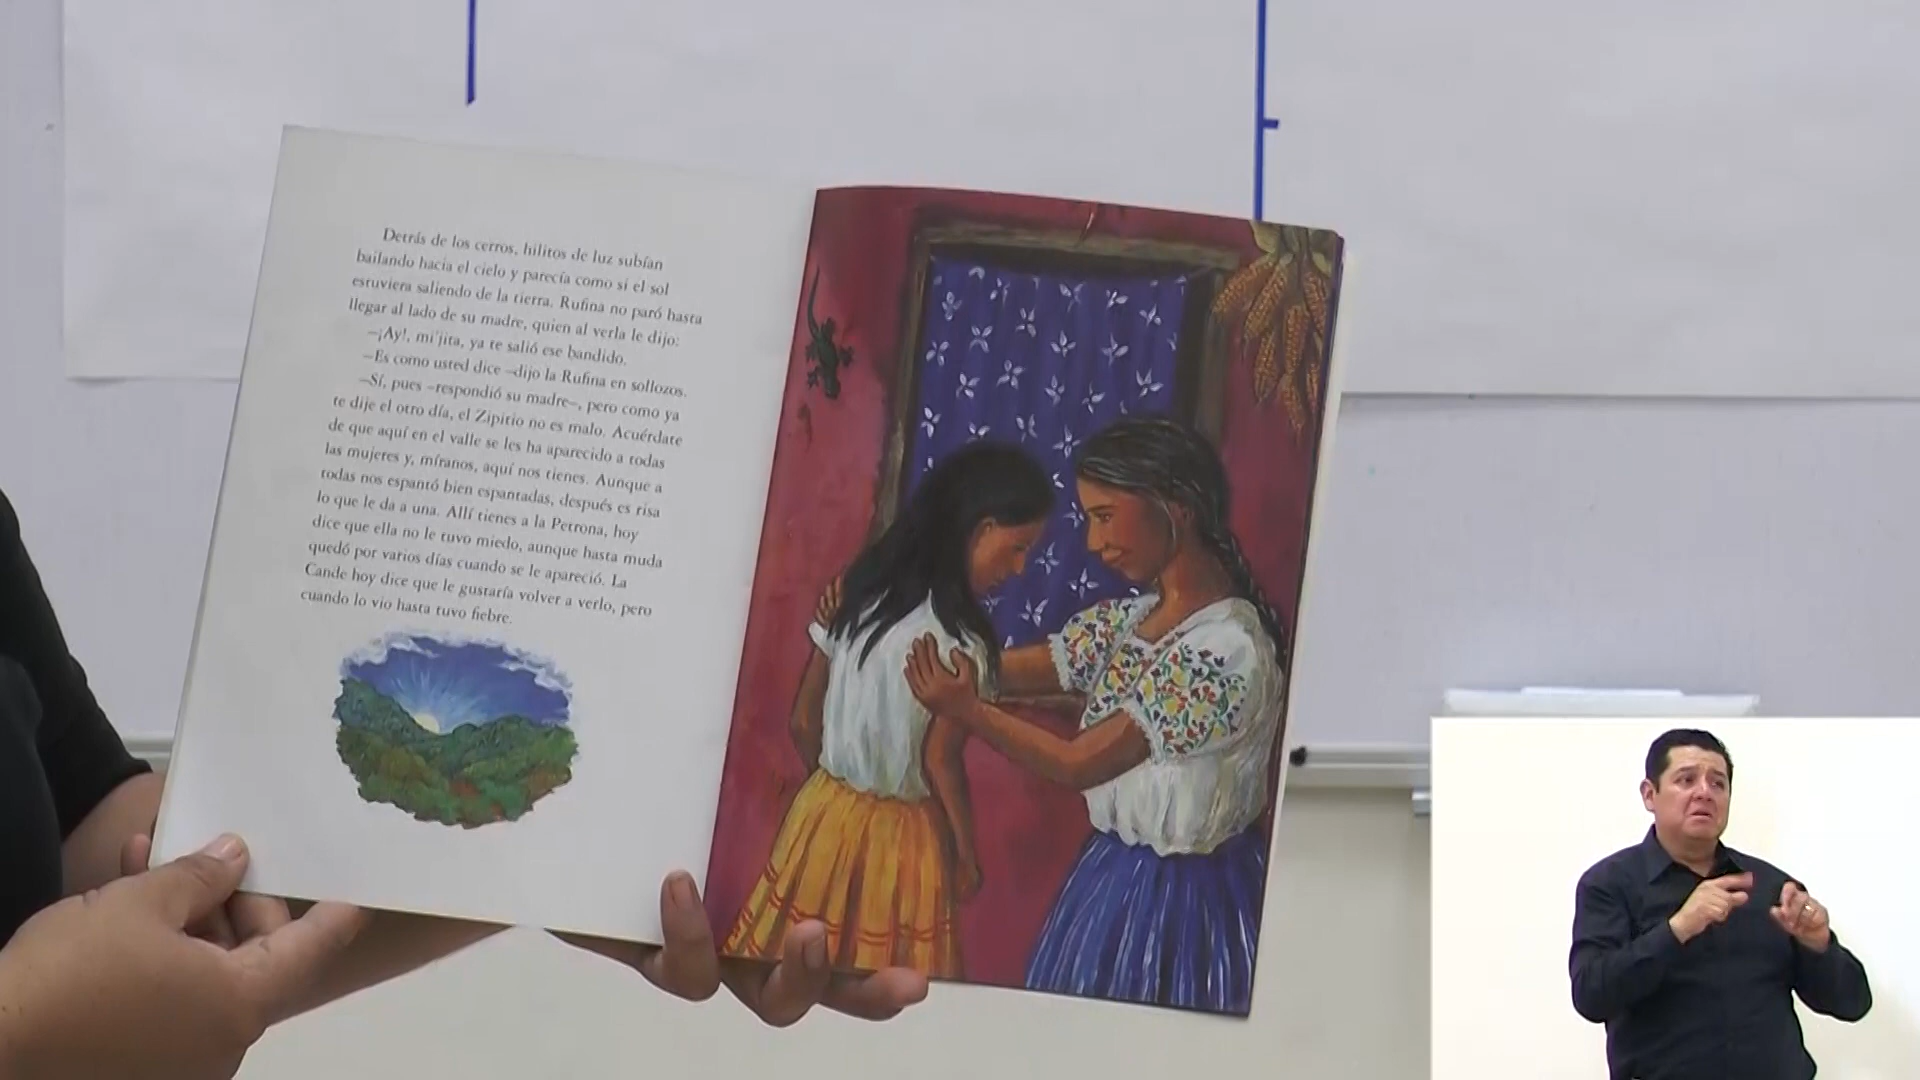 Detrás de los cerros, hilitos de luz subían
bailando hacia el cielo y parecía como si el sol
estuviera saliendo de la tierra. Rufina no paró hasta
llegar al lado de su madre, quien al verla le dijo:
–¡Ay!, mi'jita, ya te salió ese bandido.
–Es como usted dice –dijo la Rufina en sollozos.
–Sí, pues –respondió su madre–, pero como ya
te dije el otro día, el Zipitio no es malo. Acuérdate
de que aquí en el valle se les ha aparecido a todas
las mujeres y, míranos, aquí nos tienes. Aunque a
todas nos espantó bien espantadas, después es risa
lo que le da a una. Allí tienes a la Petrona, hoy
dice que ella no le tuvo miedo, aunque hasta muda
quedó por varios días cuando se le apareció. La
Cande hoy dice que le gustaría volver a verlo, pero
cuando lo vio hasta tuvo fiebre.